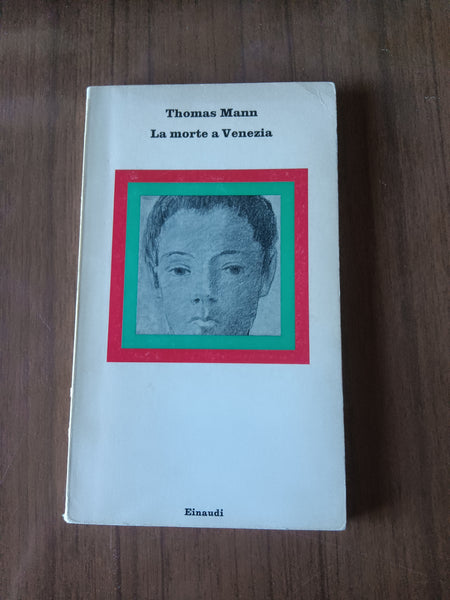 Thomas Mann
La morte a Venezia
Einaudi